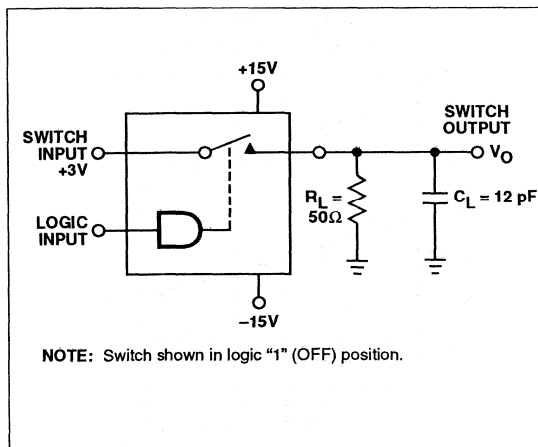 +15V
SWITCH
INPUT
+3V
SWITCH
OUTPUT
VO
RL =
50Ω
CL = 12 pF
LOGIC
INPUT
–15V
NOTE: Switch shown in logic “1” (OFF) position.